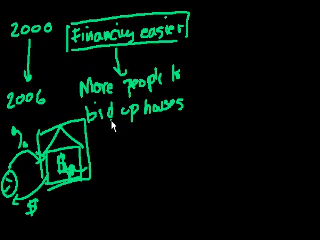 2000
Financing easier
2006
More people to
bid up houses
%
$